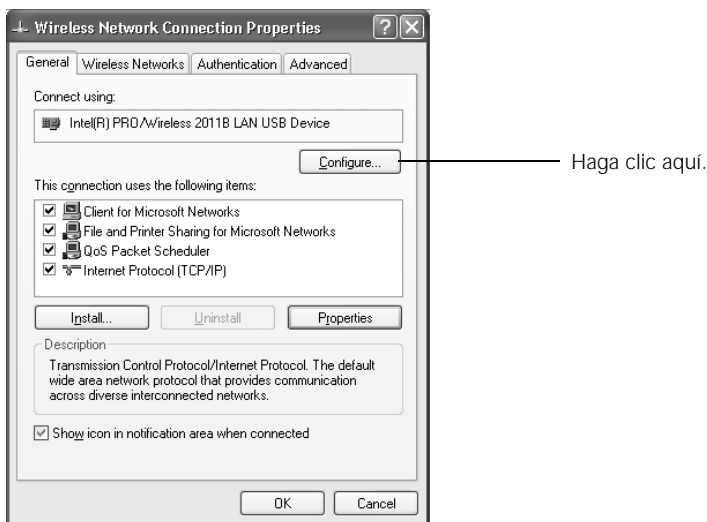 Wireless Network Connection Properties
General Wireless Networks Authentication Advanced
Connect using:
Intel(R) PRO/Wireless 2011B LAN USB Device
Configure...
Haga clic aquí.
This connection uses the following items:
Client for Microsoft Networks
File and Printer Sharing for Microsoft Networks
QoS Packet Scheduler
Internet Protocol (TCP/IP)
Install... Uninstall Properties
Description
Transmission Control Protocol/Internet Protocol. The default
wide area network protocol that provides communication
across diverse interconnected networks.
Show icon in notification area when connected
OK Cancel